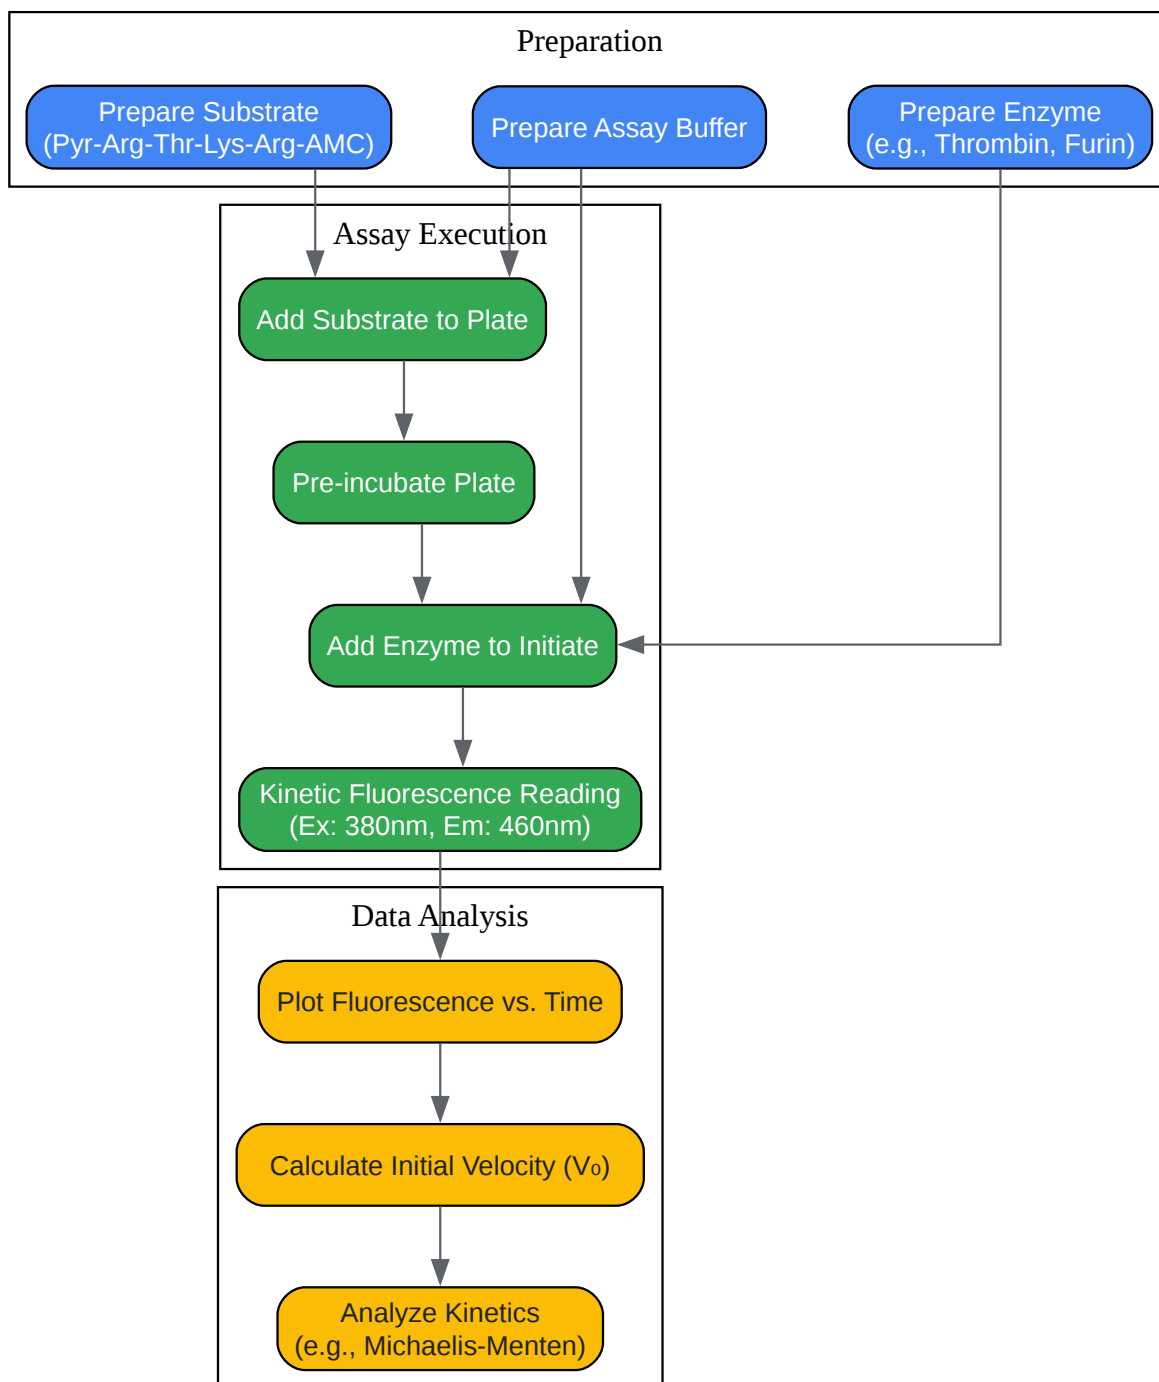 Preparation
Prepare Substrate
(Pyr-Arg-Thr-Lys-Arg-AMC)
Prepare Assay Buffer
Prepare Enzyme
(e.g., Thrombin, Furin)
Assay Execution
Add Substrate to Plate
Pre-incubate Plate
Add Enzyme to Initiate
Kinetic Fluorescence Reading
(Ex: 380nm, Em: 460nm)
Data Analysis
Plot Fluorescence vs. Time
Calculate Initial Velocity (V₀)
Analyze Kinetics
(e.g., Michaelis-Menten)